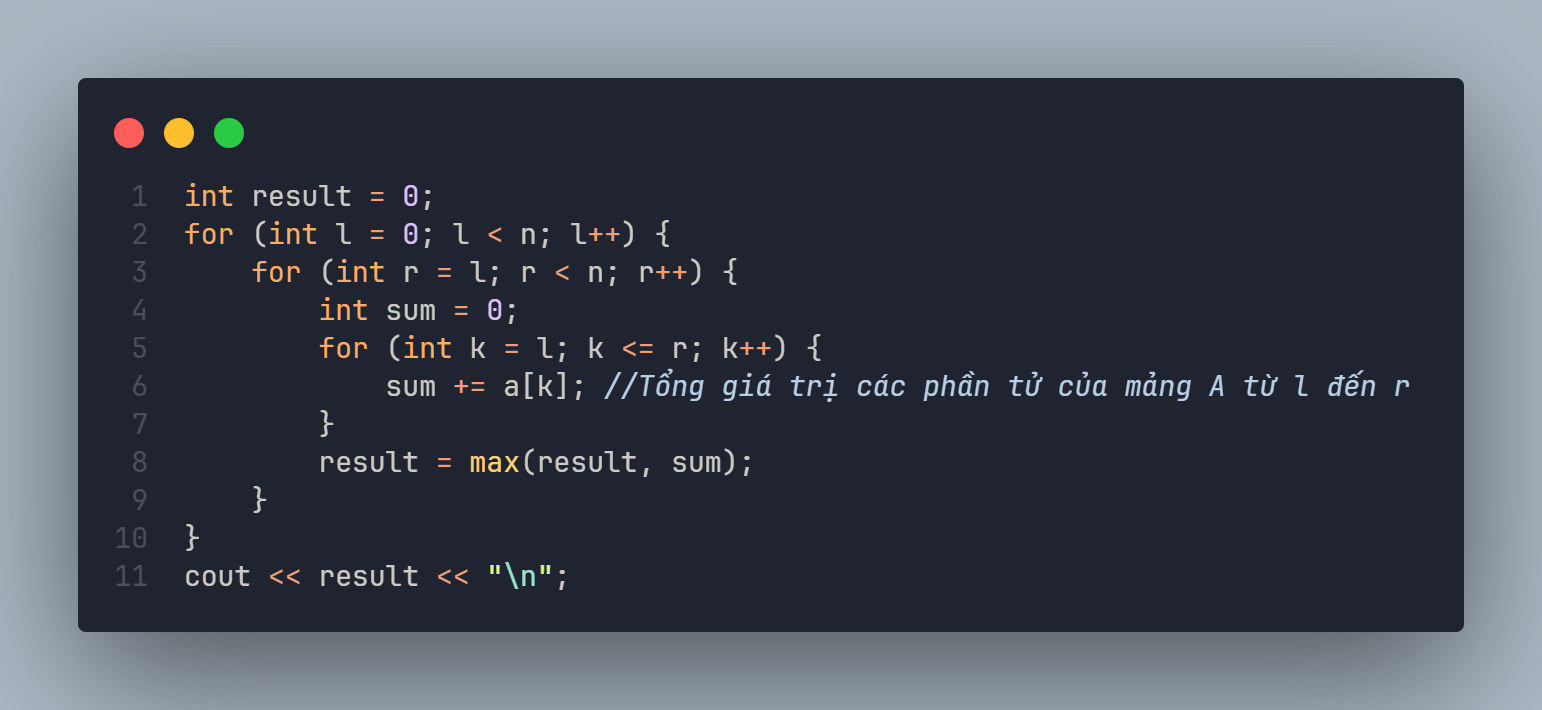 1 int result = 0;
2 for (int l = 0; l < n; l++) {
3     for (int r = l; r < n; r++) {
4         int sum = 0;
5         for (int k = l; k <= r; k++) {
6             sum += a[k]; //Tổng giá trị các phần tử của mảng A từ l đến r
7         }
8         result = max(result, sum);
9     }
10 }
11 cout << result << "\n";